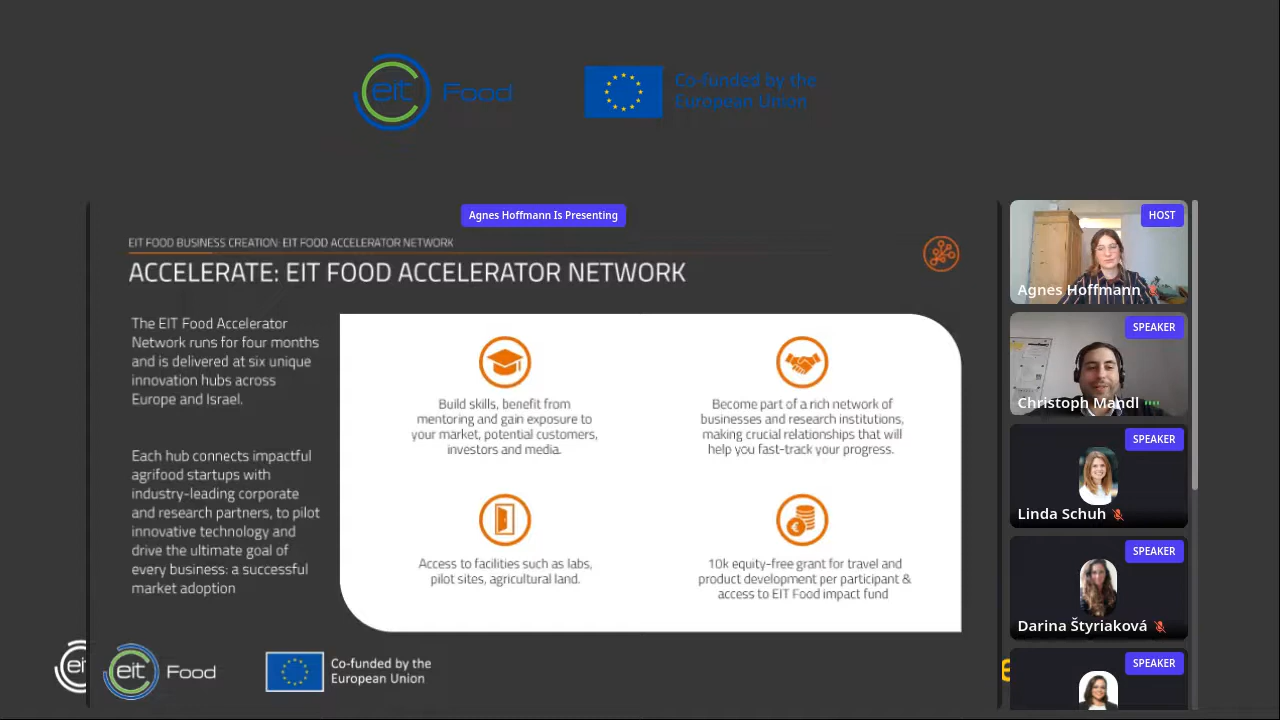 eit Food
Co-funded by the
European Union
Agnes Hoffmann Is Presenting
EIT FOOD BUSINESS CREATION: EIT FOOD ACCELERATOR NETWORK
ACCELERATE: EIT FOOD ACCELERATOR NETWORK
The EIT Food Accelerator
Network runs for four months
and is delivered at six unique
innovation hubs across
Europe and Israel.
Each hub connects impactful
agrifood startups with
industry-leading corporate
and research partners, to pilot
innovative technology and
drive the ultimate goal of
every business: a successful
market adoption
Build skills, benefit from
mentoring and gain exposure to
your market, potential customers,
investors and media.
Become part of a rich network of
businesses and research institutions,
making crucial relationships that will
help you fast-track your progress.
Access to facilities such as labs,
pilot sites, agricultural land.
10k equity-free grant for travel and
product development per participant &
access to EIT Food impact fund
ei
eit Food
Co-funded by the
European Union
HOST
Agnes Hoffmann
SPEAKER
Christoph Mandl
SPEAKER
Linda Schuh
SPEAKER
Darina Štyriaková
SPEAKER